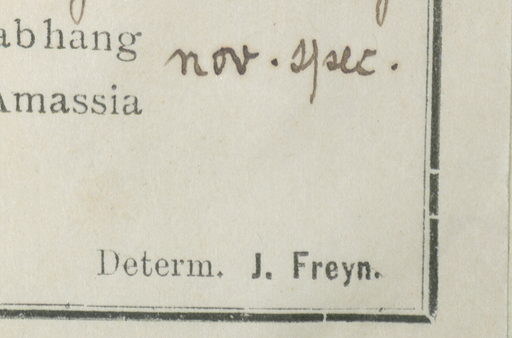 abhang
nov. spec.
Amassia
Determ. J. Freyn.